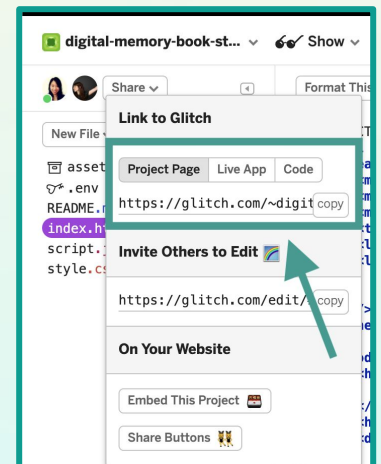 digital-memory-book-st... Show
Share Format This
Link to Glitch
New File
Project Page Live App Code
asset
.env
https://glitch.com/~digit copy
README.
index.h
script.
Invite Others to Edit
style.cs
https://glitch.com/edit/ copy
On Your Website
Embed This Project
Share Buttons